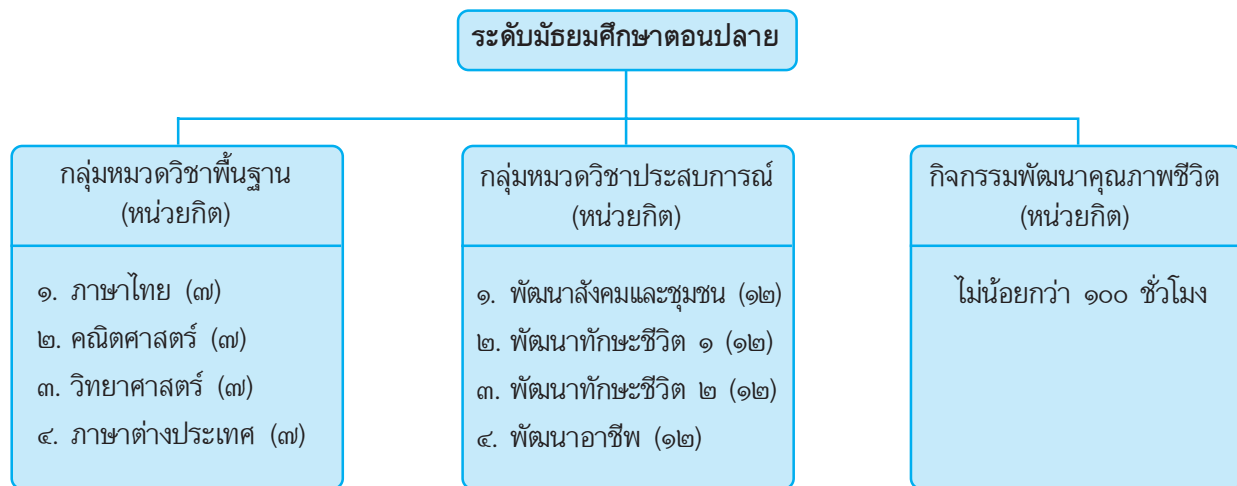 ระดับมัธยมศึกษาตอนปลาย
กลุ่มหมวดวิชาพื้นฐาน
(หน่วยกิต)
๑. ภาษาไทย (๗)
๒. คณิตศาสตร์ (๗)
๓. วิทยาศาสตร์ (๗)
๔. ภาษาต่างประเทศ (๗)
กลุ่มหมวดวิชาประสบการณ์
(หน่วยกิต)
๑. พัฒนาสังคมและชุมชน (๑๒)
๒. พัฒนาทักษะชีวิต ๑ (๑๒)
๓. พัฒนาทักษะชีวิต ๒ (๑๒)
๔. พัฒนาอาชีพ (๑๒)
กิจกรรมพัฒนาคุณภาพชีวิต
(หน่วยกิต)
ไม่น้อยกว่า ๑๐๐ ชั่วโมง